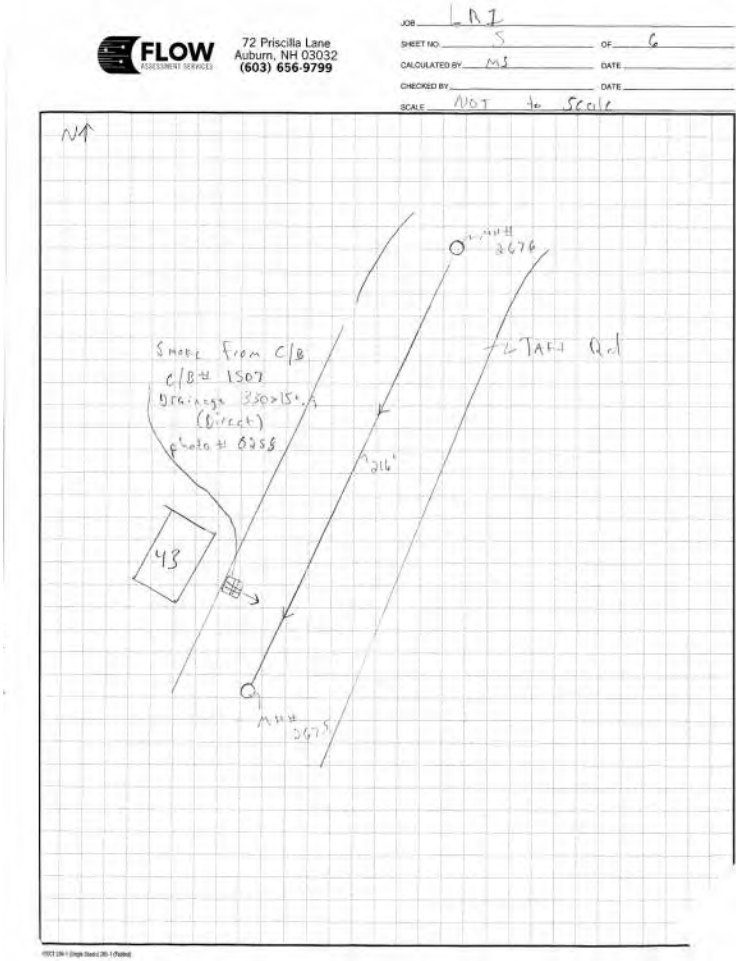 FLOW
ASSESSMENT SERVICES
72 Priscilla Lane
Auburn, NH 03032
(603) 656-9799
JOB LRI
SHEET NO. 5 OF 6
CALCULATED BY MS DATE
CHECKED BY DATE
SCALE NOT to Scale
N↑
MH#
2676
Smoke From C/B
C/B# 1507
Drainage 330x15'
(Direct)
photo # 0258
TAFt Rd
216'
43
MH#
2675